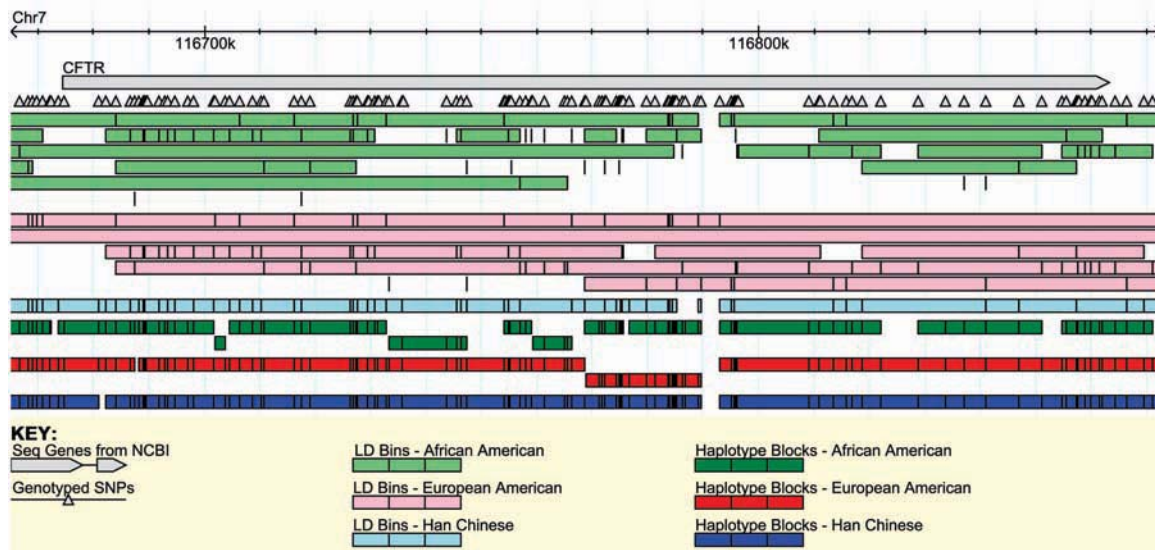 Chr7
116700k 116800k
CFTR
KEY:
Seq Genes from NCBI LD Bins - African American Haplotype Blocks - African American
Genotyped SNPs LD Bins - European American Haplotype Blocks - European American
LD Bins - Han Chinese Haplotype Blocks - Han Chinese